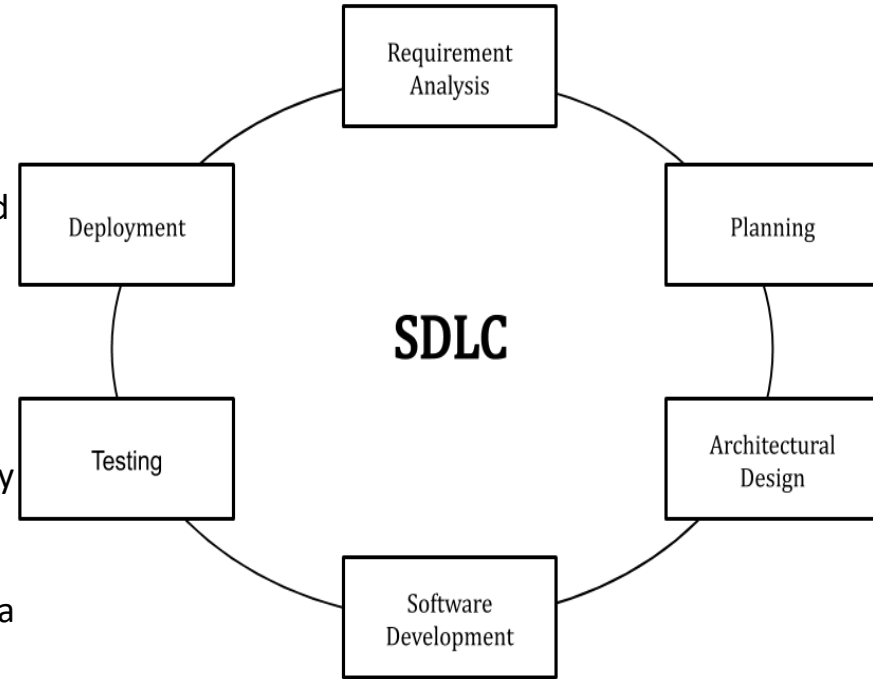 Requirement
Analysis
d
Deployment
Planning
SDLC
Architectural
Design
Testing
y
Software
Development
a